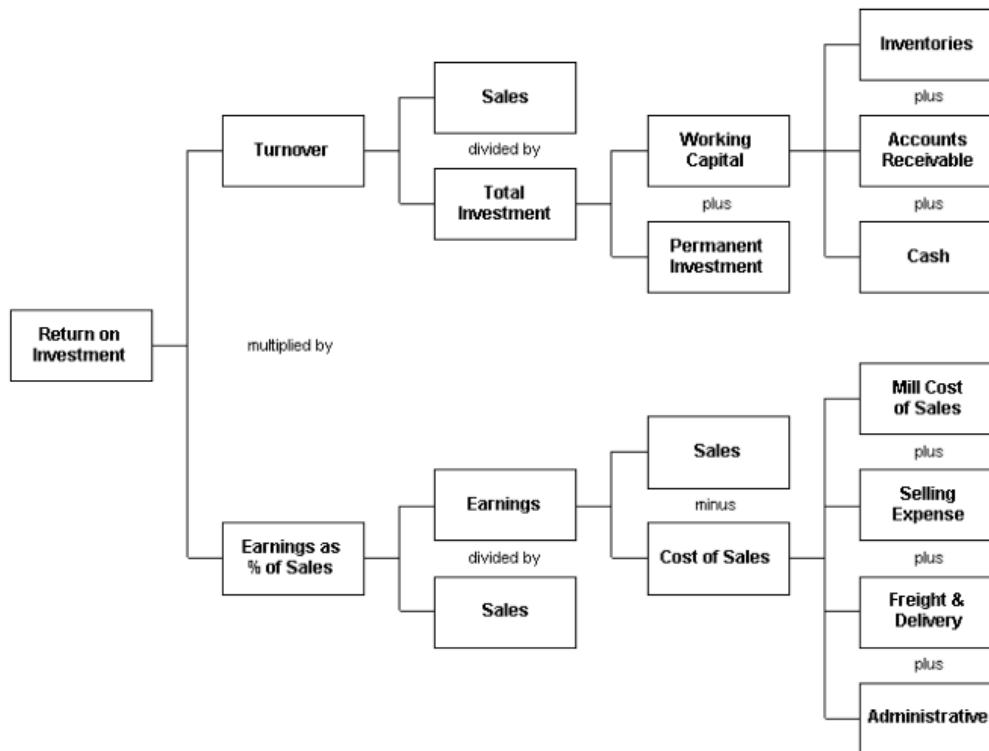 Inventories
plus
Sales
Turnover
divided by
Working
Capital
Accounts
Receivable
Total
Investment
plus
plus
Permanent
Investment
Cash
Return on
Investment
multiplied by
Mill Cost
of Sales
Sales
plus
Earnings
minus
Selling
Expense
Earnings as
% of Sales
divided by
Cost of Sales
plus
Sales
Freight &
Delivery
plus
Administrative